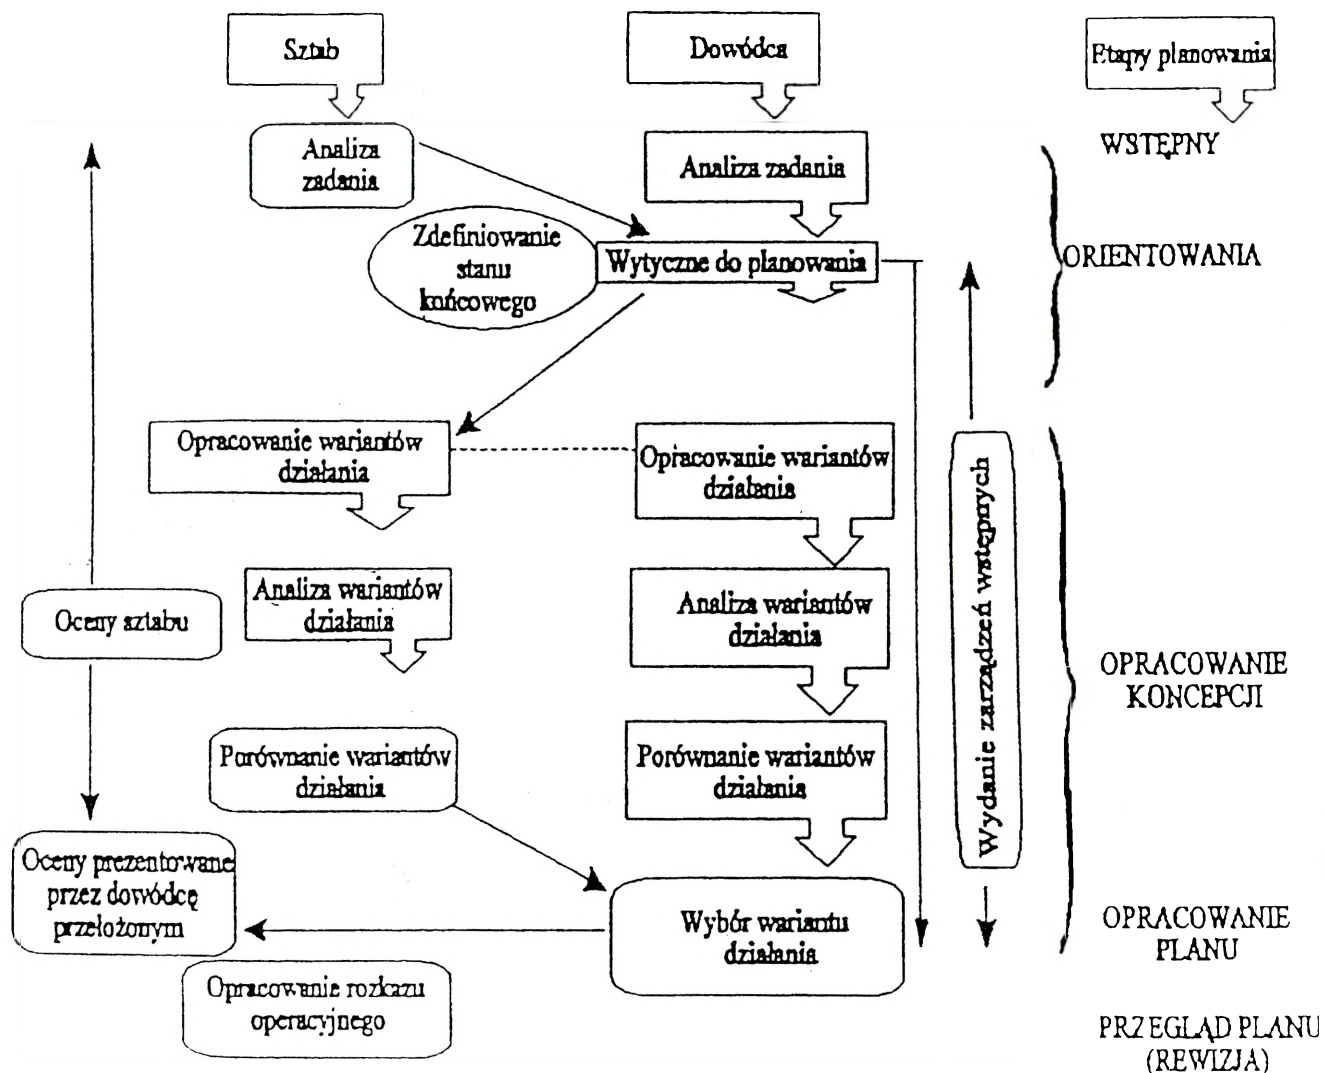 Sztab
Dowódca
Etapy planowania
WSTĘPNY
Analiza
zadania
Analiza zadania
ORIENTOWANIA
Zdefiniowanie
stanu
końcowego
Wytyczne do planowania
Opracowanie wariantów
działania
Opracowanie wariantów
działania
Wydanie zarządzeń wstępnych
Analiza wariantów
działania
Analiza wariantów
działania
Oceny sztabu
OPRACOWANIE
KONCEPCJI
Porównanie wariantów
działania
Porównanie wariantów
działania
Oceny prezentowane
przez dowódcę
przełożonym
Wybór wariantu
działania
OPRACOWANIE
PLANU
Opracowanie rozkazu
operacyjnego
PRZEGLĄD PLANU
(REWIZJA)